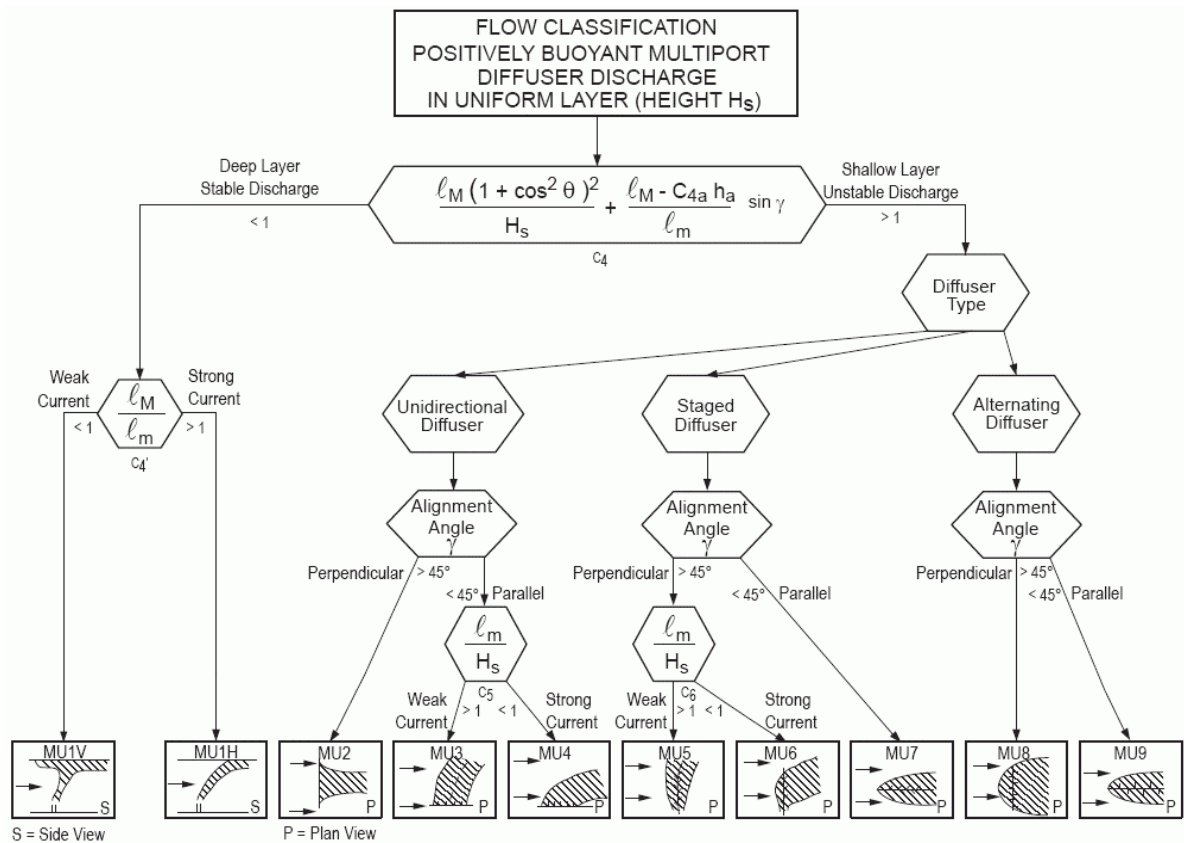 FLOW CLASSIFICATION
POSITIVELY BUOYANT MULTIPORT
DIFFUSER DISCHARGE
IN UNIFORM LAYER (HEIGHT Hₛ)
Deep Layer
Stable Discharge
< 1
ℓM (1 + cos² θ )² / Hₛ + ℓM - C4a hₐ / ℓm sin γ
C4
Shallow Layer
Unstable Discharge
> 1
Diffuser
Type
Weak
Current
< 1
ℓM / ℓm
C4'
Strong
Current
> 1
Unidirectional
Diffuser
Staged
Diffuser
Alternating
Diffuser
Alignment
Angle
γ
Alignment
Angle
γ
Alignment
Angle
γ
Perpendicular > 45°
< 45° Parallel
Perpendicular > 45°
< 45° Parallel
Perpendicular > 45°
< 45° Parallel
ℓm / Hₛ
C5
Weak
Current
> 1 < 1
Strong
Current
ℓm / Hₛ
C6
Weak
Current
> 1 < 1
Strong
Current
MU1V
S
MU1H
S
MU2
P
MU3
P
MU4
P
MU5
P
MU6
P
MU7
P
MU8
P
MU9
P
S = Side View
P = Plan View